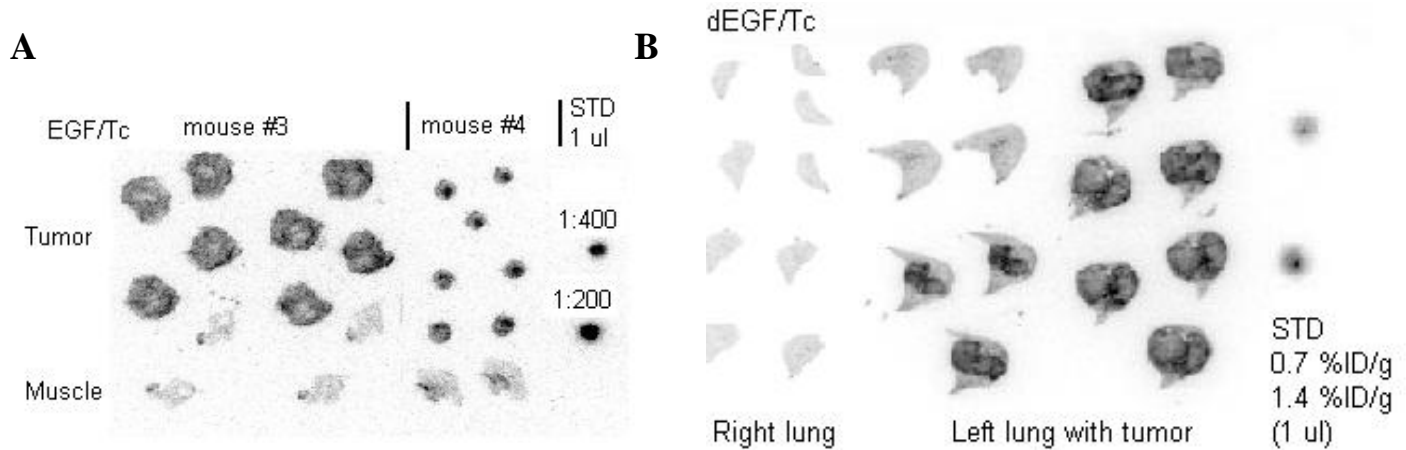 A
EGF/Tc mouse #3 mouse #4 STD
1 ul
Tumor
1:400
1:200
Muscle
B
dEGF/Tc
STD
0.7 %ID/g
1.4 %ID/g
(1 ul)
Right lung Left lung with tumor